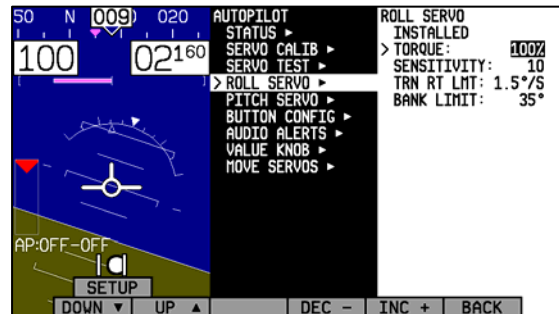 50 N 009 020
100
02160
AP:OFF-OFF
AUTOPILOT
STATUS ►
SERVO CALIB ►
SERVO TEST ►
> ROLL SERVO ►
PITCH SERVO ►
BUTTON CONFIG ►
AUDIO ALERTS ►
VALUE KNOB ►
MOVE SERVOS ►
ROLL SERVO
INSTALLED
> TORQUE: 100%
SENSITIVITY: 10
TRN RT LMT: 1.5°/S
BANK LIMIT: 35°
SETUP
DOWN ▼ UP ▲ DEC - INC + BACK